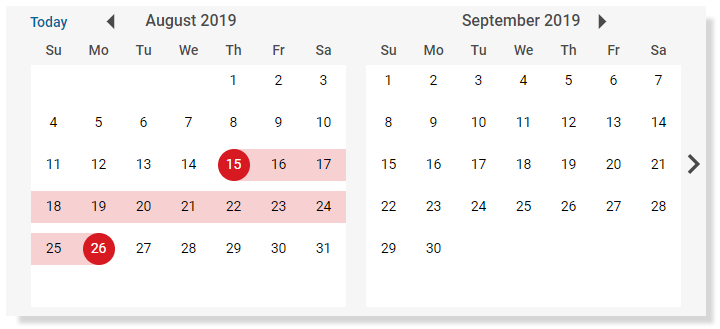 Today August 2019 September 2019
Su Mo Tu We Th Fr Sa Su Mo Tu We Th Fr Sa
1 2 3 1 2 3 4 5 6 7
4 5 6 7 8 9 10 8 9 10 11 12 13 14
11 12 13 14 15 16 17 15 16 17 18 19 20 21
18 19 20 21 22 23 24 22 23 24 25 26 27 28
25 26 27 28 29 30 31 29 30